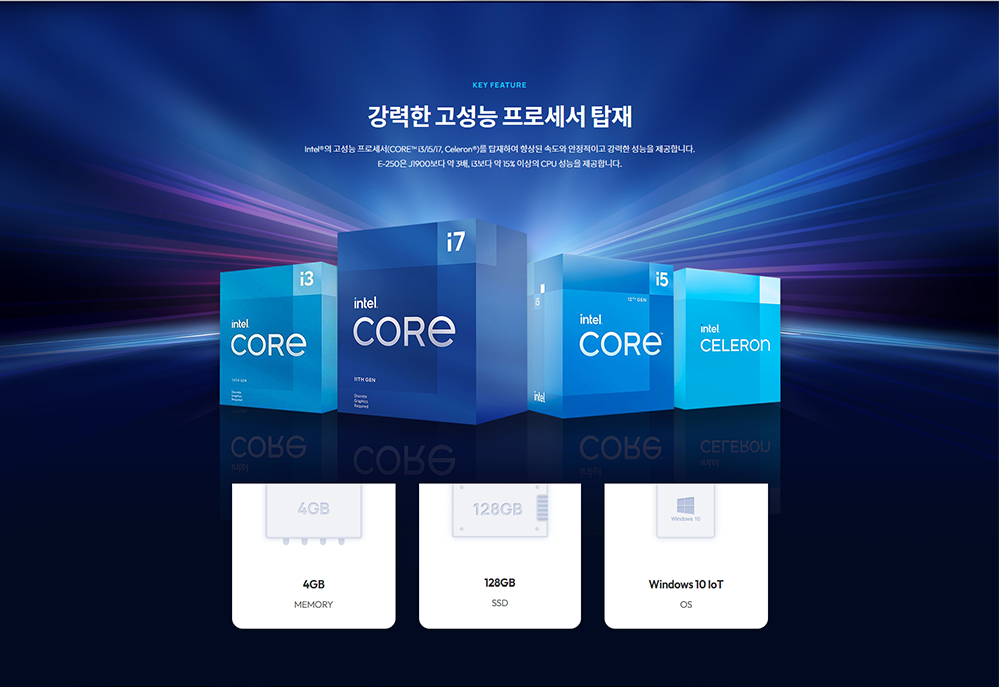 KEY FEATURE
강력한 고성능 프로세서 탑재
Intel®의 고성능 프로세서(CORE™ i3/i5/i7, Celeron®)를 탑재하여 향상된 속도와 안정적이고 강력한 성능을 제공합니다.
E-250은 J1900보다 약 3배, i3보다 약 15% 이상의 CPU 성능을 제공합니다.
i3
intel
CORE
Discrete
Graphics
Required
i7
intel
CORE
11TH GEN
Discrete
Graphics
Required
i5
intel
i5
12TH GEN
intel
CORE™
intel
CELERON
4GB
4GB
MEMORY
128GB
128GB
SSD
Windows 10
Windows 10 IoT
OS